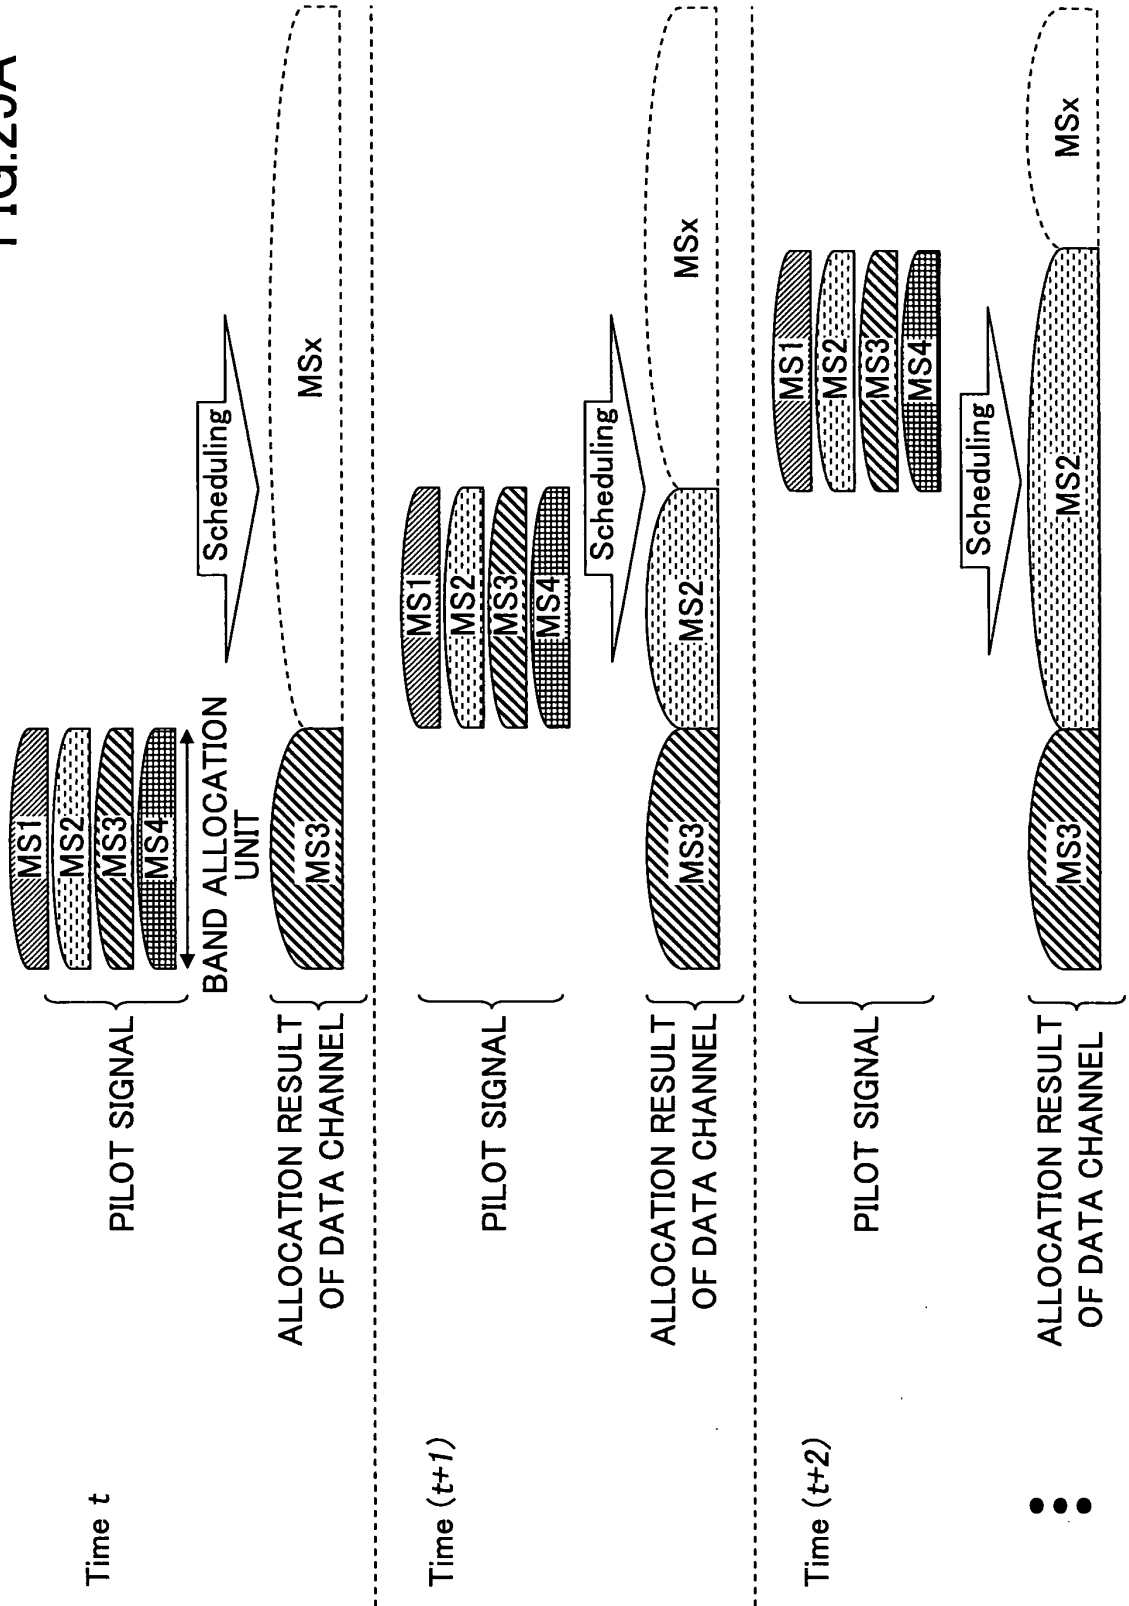 Time t
PILOT SIGNAL
MS1
MS2
MS3
MS4
BAND ALLOCATION
UNIT
Scheduling
ALLOCATION RESULT
OF DATA CHANNEL
MS3
MSx
Time (t+1)
PILOT SIGNAL
MS1
MS2
MS3
MS4
Scheduling
ALLOCATION RESULT
OF DATA CHANNEL
MS3
MS2
MSx
Time (t+2)
PILOT SIGNAL
MS1
MS2
MS3
MS4
Scheduling
ALLOCATION RESULT
OF DATA CHANNEL
MS3
MS2
MSx